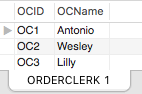 OCID OCName
OC1 Antonio
OC2 Wesley
OC3 Lilly
ORDERCLERK 1